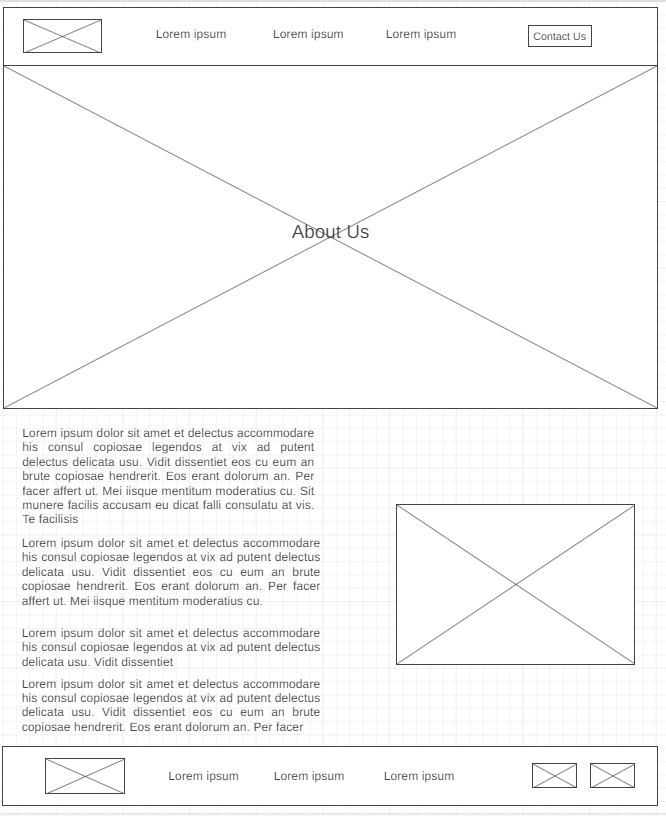 Lorem ipsum Lorem ipsum Lorem ipsum Contact Us
About Us
Lorem ipsum dolor sit amet et delectus accommodare
his consul copiosae legendos at vix ad putent
delectus delicata usu. Vidit dissentiet eos cu eum an
brute copiosae hendrerit. Eos erant dolorum an. Per
facer affert ut. Mei iisque mentitum moderatius cu. Sit
munere facilis accusam eu dicat falli consulatu at vis.
Te facilisis
Lorem ipsum dolor sit amet et delectus accommodare
his consul copiosae legendos at vix ad putent delectus
delicata usu. Vidit dissentiet eos cu eum an brute
copiosae hendrerit. Eos erant dolorum an. Per facer
affert ut. Mei iisque mentitum moderatius cu.
Lorem ipsum dolor sit amet et delectus accommodare
his consul copiosae legendos at vix ad putent delectus
delicata usu. Vidit dissentiet
Lorem ipsum dolor sit amet et delectus accommodare
his consul copiosae legendos at vix ad putent delectus
delicata usu. Vidit dissentiet eos cu eum an brute
copiosae hendrerit. Eos erant dolorum an. Per facer
Lorem ipsum Lorem ipsum Lorem ipsum